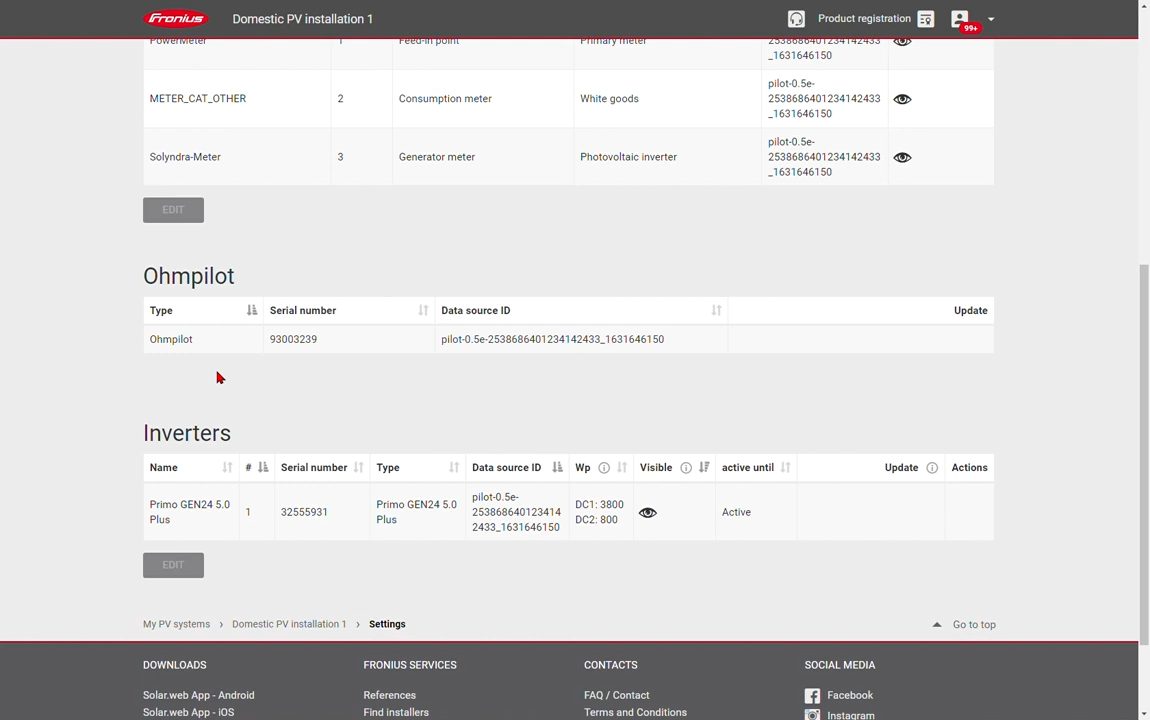 Fronius
Domestic PV installation 1
Product registration
99+
PowerMeter 1 Feed-in point Primary meter 2538686401234142433
_1631646150
pilot-0.5e-
METER_CAT_OTHER 2 Consumption meter White goods 2538686401234142433
_1631646150
pilot-0.5e-
Solyndra-Meter 3 Generator meter Photovoltaic inverter 2538686401234142433
_1631646150
EDIT
Ohmpilot
Type Serial number Data source ID Update
Ohmpilot 93003239 pilot-0.5e-2538686401234142433_1631646150
Inverters
Name # Serial number Type Data source ID Wp Visible active until Update Actions
Primo GEN24 5.0
Plus
1
32555931
Primo GEN24 5.0
Plus
pilot-0.5e-
253868640123414
2433_1631646150
DC1: 3800
DC2: 800
Active
EDIT
My PV systems > Domestic PV installation 1 > Settings
Go to top
DOWNLOADS FRONIUS SERVICES CONTACTS SOCIAL MEDIA
Solar.web App - Android References FAQ / Contact Facebook
Solar.web App - iOS Find installers Terms and Conditions Instagram